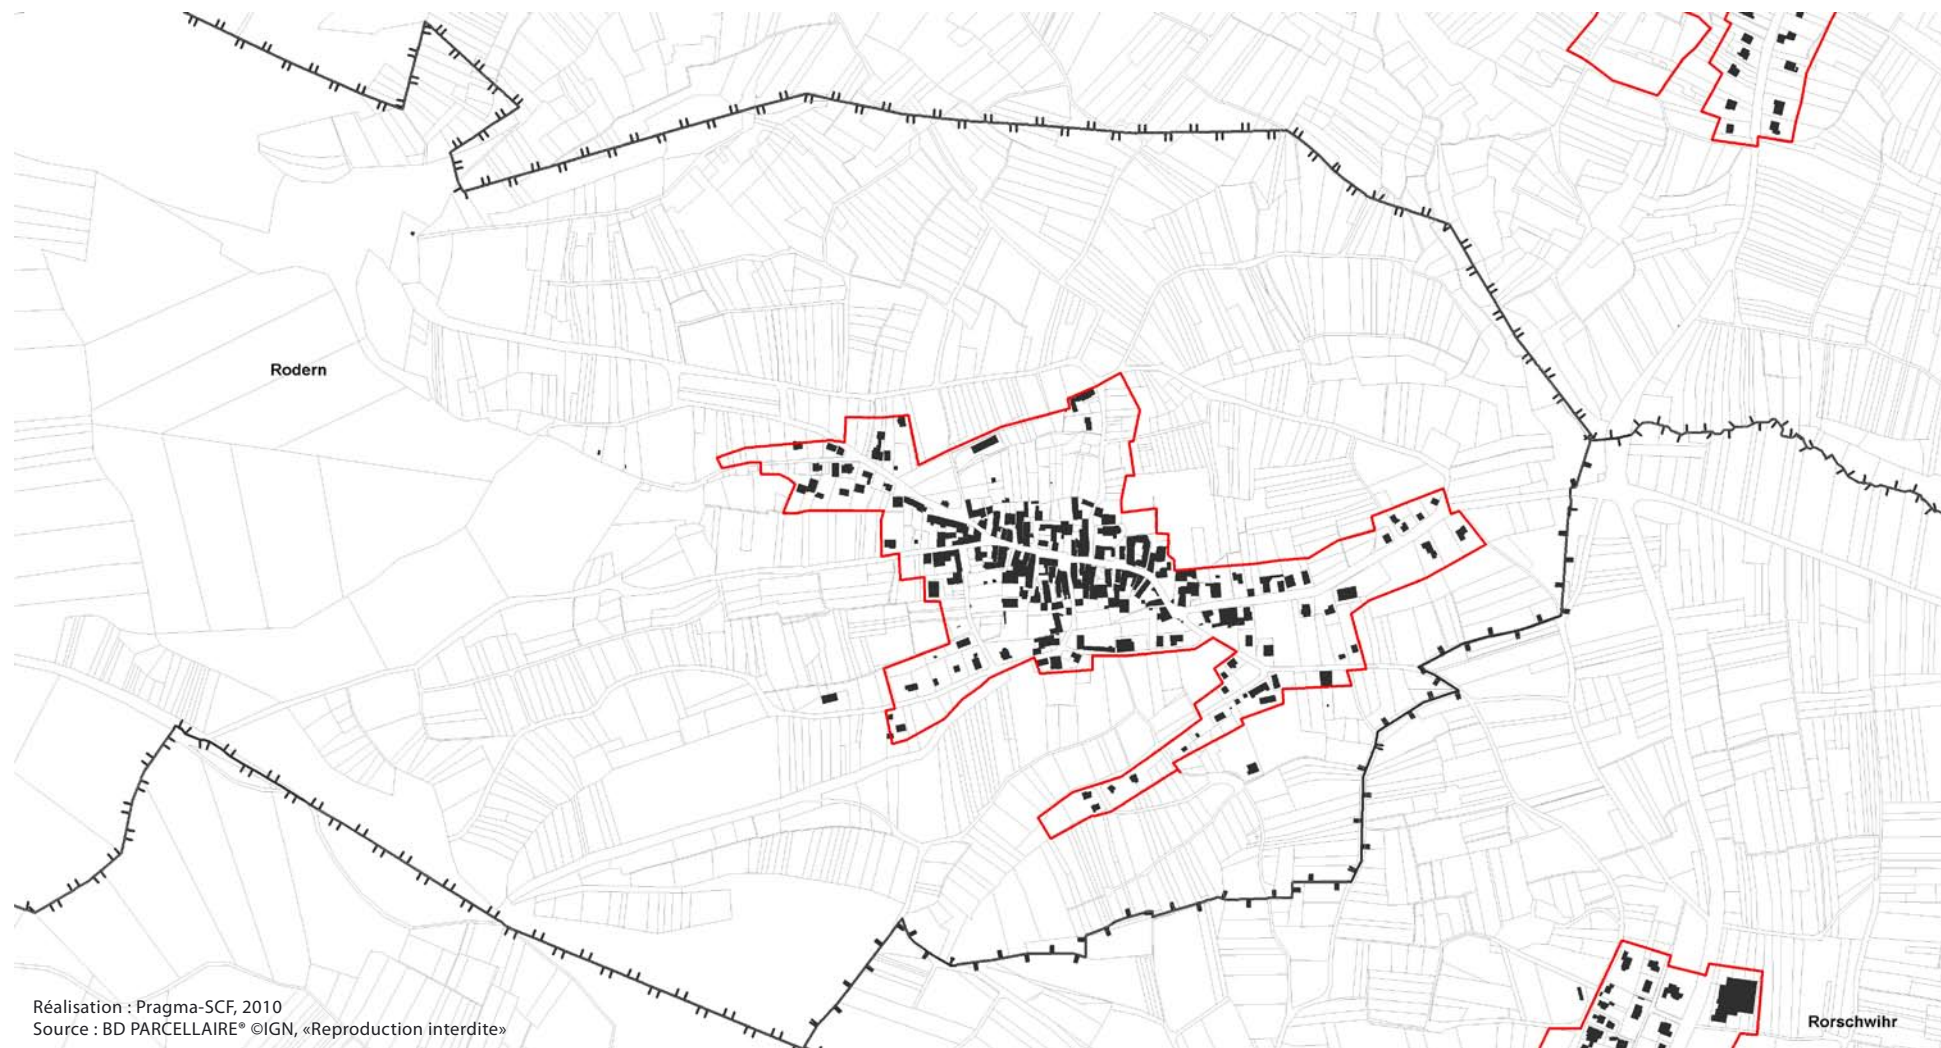 Rodern
Réalisation : Pragma-SCF, 2010
Source : BD PARCELLAIRE® ©IGN, «Reproduction interdite»
Rorschwihr